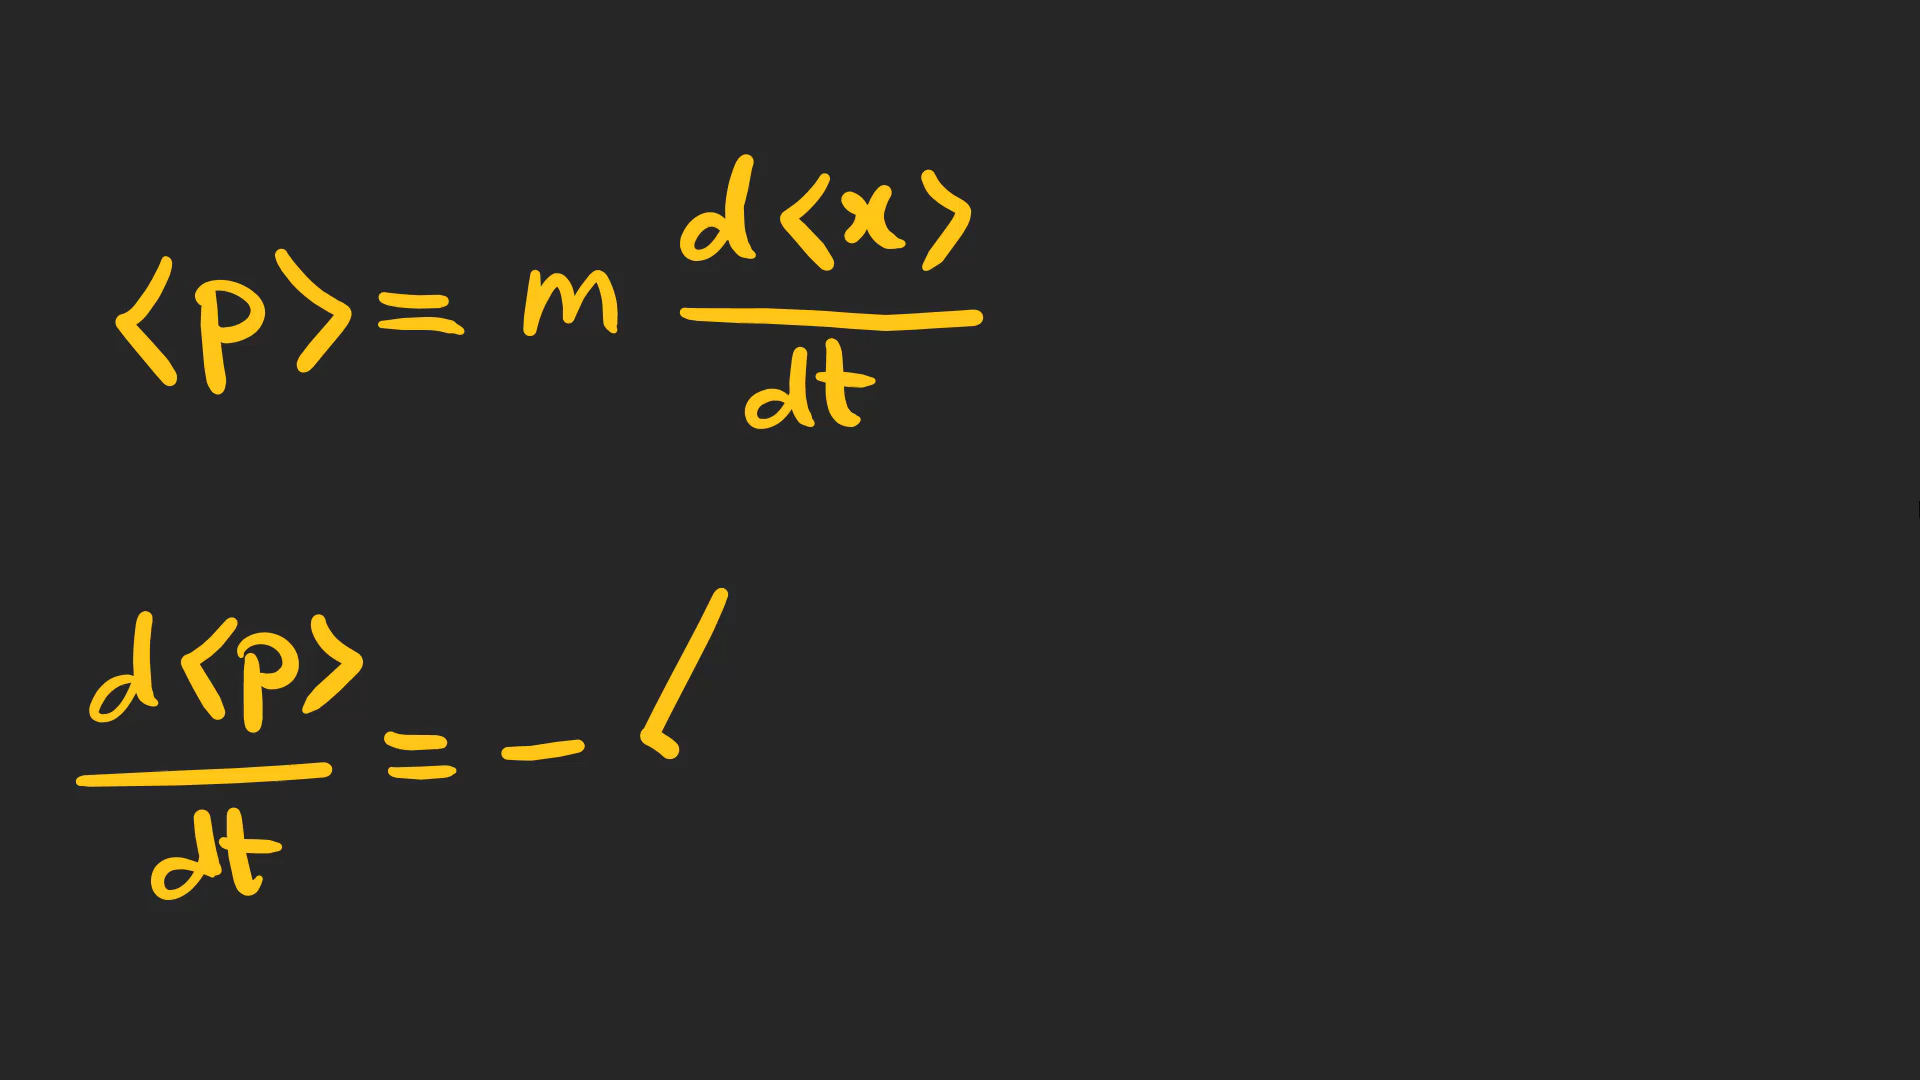 ⟨p⟩ = m d⟨x⟩/dt
d⟨p⟩/dt = - ⟨